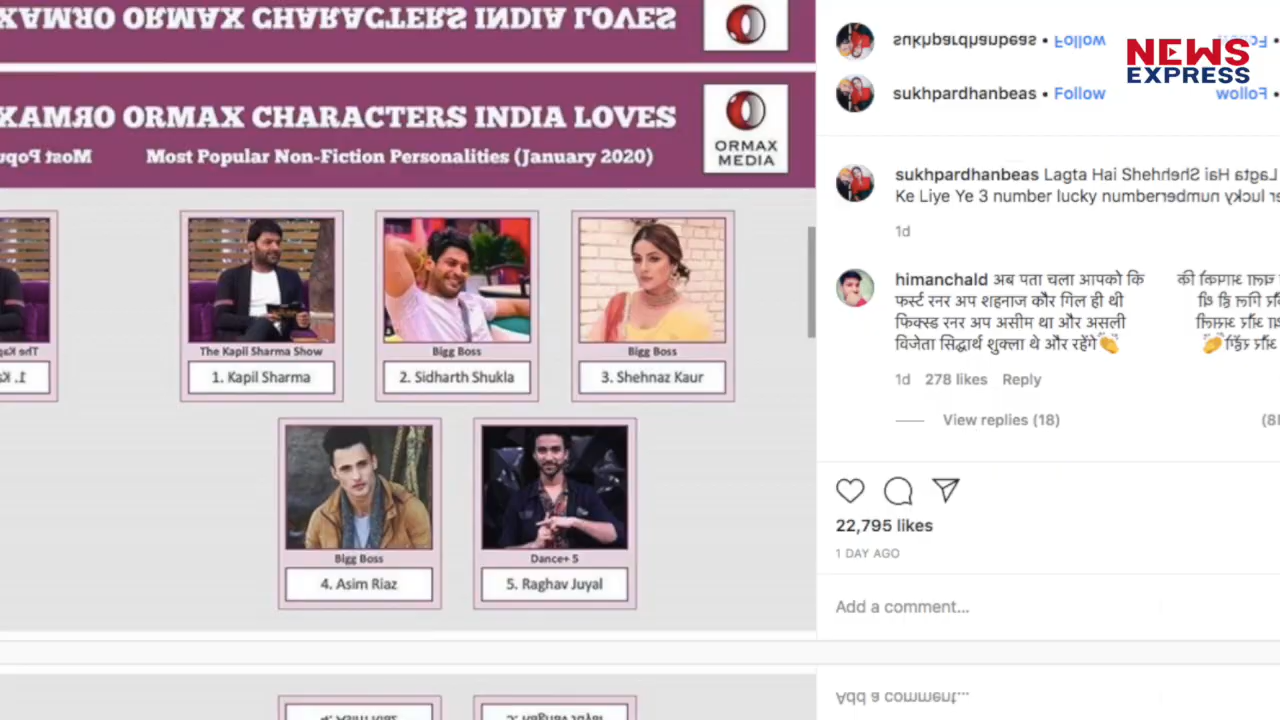 ORMAX CHARACTERS INDIA LOVES
Most Popular Non-Fiction Personalities (January 2020)
ORMAX
MEDIA
The Kapil Sharma Show
1. Kapil Sharma
Bigg Boss
2. Sidharth Shukla
Bigg Boss
3. Shehnaz Kaur
Bigg Boss
4. Asim Riaz
Dance+ 5
5. Raghav Juyal
NEWS
EXPRESS
sukhpardhanbeas • Follow
sukhpardhanbeas Lagta Hai
Ke Liye Ye 3 number lucky number
1d
himanchald अब पता चला आपको कि
फर्स्ट रनर अप शहनाज कौर गिल ही थी
फिक्स्ड रनर अप असीम था और असली
विजेता सिद्धार्थ शुक्ला थे और रहेंगे👏
1d 278 likes Reply
View replies (18)
22,795 likes
1 DAY AGO
Add a comment...